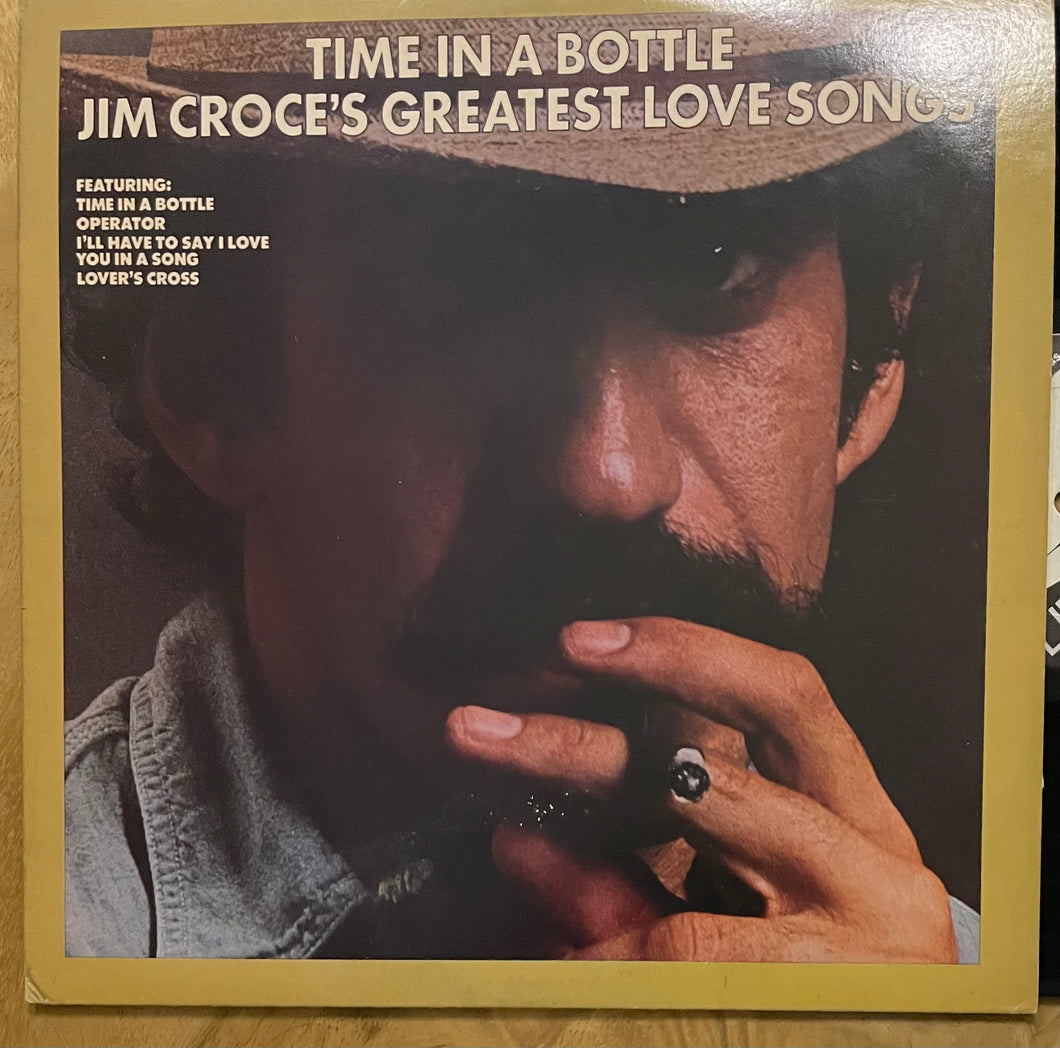 TIME IN A BOTTLE
JIM CROCE'S GREATEST LOVE SONGS
FEATURING:
TIME IN A BOTTLE
OPERATOR
I'LL HAVE TO SAY I LOVE
YOU IN A SONG
LOVER'S CROSS